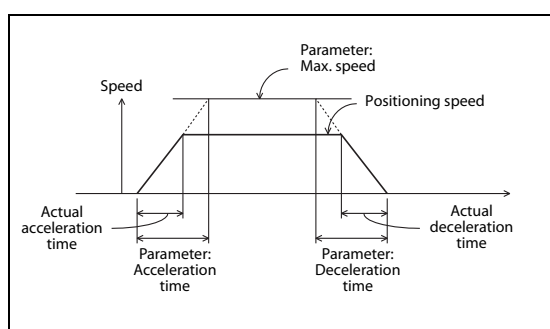 Parameter:
Max. speed
Speed
Positioning speed
Actual
acceleration
time
Actual
deceleration
time
Parameter:
Acceleration
time
Parameter:
Deceleration
time